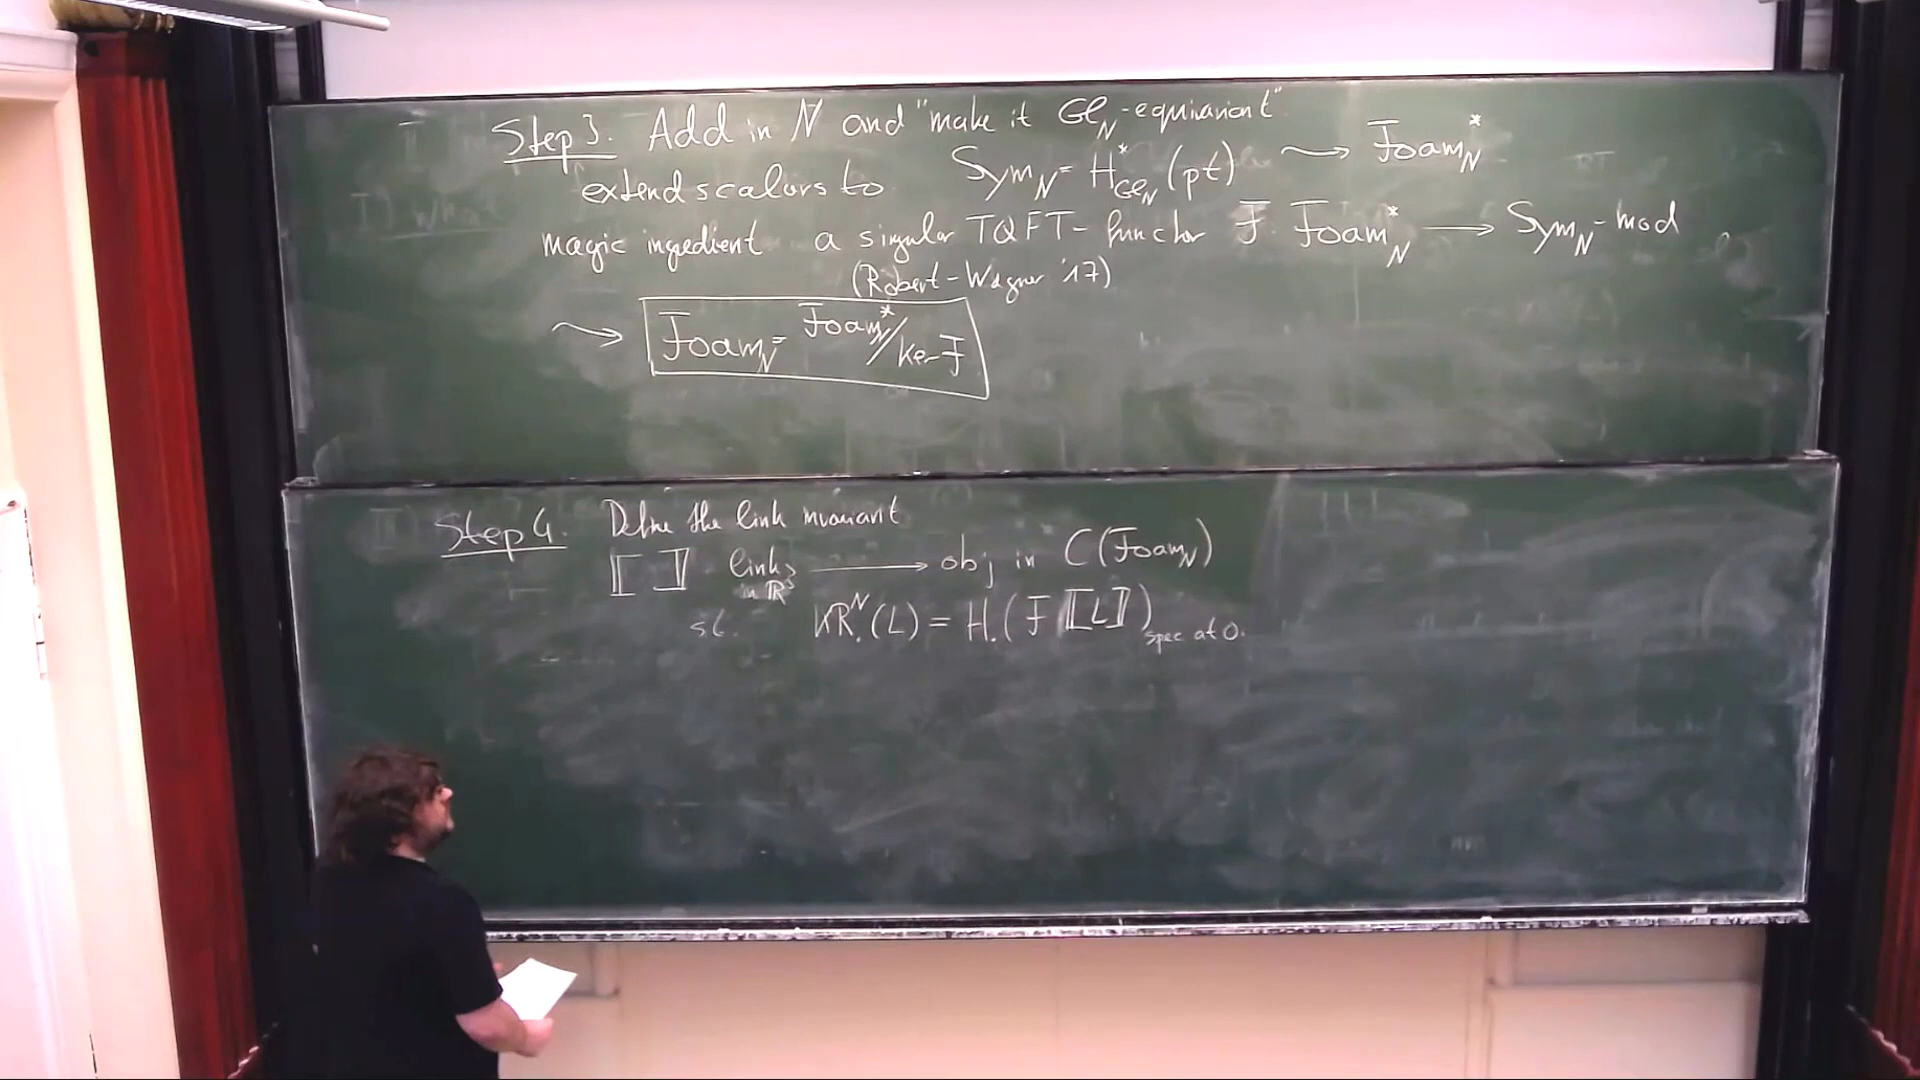 Step 3. Add in N and "make it Gl_N-equivariant"
extend scalars to Sym_N = H*_{Gl_N}(pt) ⇝ Foam*_N
magic ingredient a singular TQFT-functor F: Foam*_N → Sym_N-mod
(Robert-Wagner '17)
⇝ Foam_N = Foam*_N / ker F
Step 4. Define the link invariant
⟦ ⟧ links in ℝ³ → obj in C(Foam_N)
st. KR^N_.(L) = H.(F⟦L⟧) spec at 0.